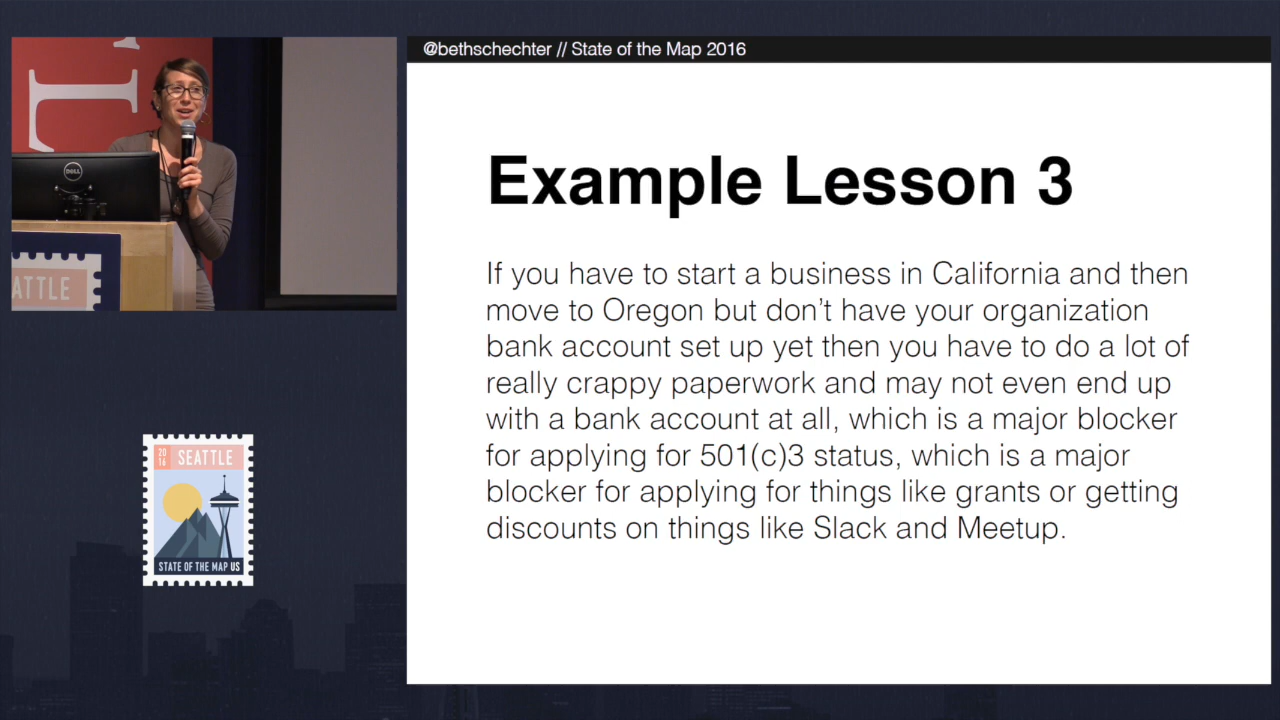 @bethschechter // State of the Map 2016
Example Lesson 3
If you have to start a business in California and then
move to Oregon but don't have your organization
bank account set up yet then you have to do a lot of
really crappy paperwork and may not even end up
with a bank account at all, which is a major blocker
for applying for 501(c)3 status, which is a major
blocker for applying for things like grants or getting
discounts on things like Slack and Meetup.
DELL
ATTLE
20
16
SEATTLE
STATE OF THE MAP US